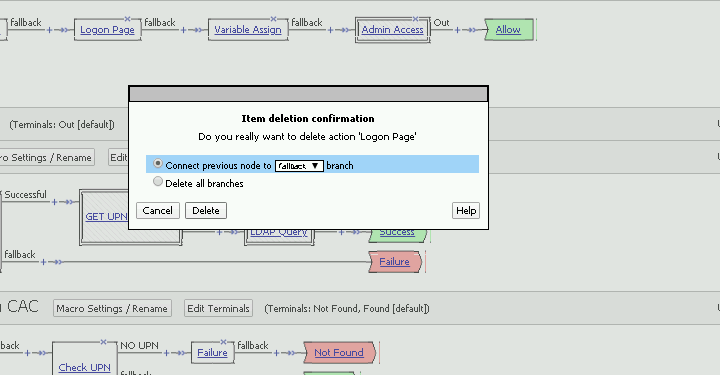 fallback Logon Page fallback Variable Assign fallback Admin Access Out Allow
Item deletion confirmation
Do you really want to delete action 'Logon Page'
Connect previous node to fallback branch
Delete all branches
Cancel Delete Help
(Terminals: Out [default])
ro Settings / Rename Edit
Successful
GET UPN LDAP Query Success
fallback
Failure
CAC Macro Settings / Rename Edit Terminals (Terminals: Not Found, Found [default])
back NO UPN Failure fallback Not Found
Check UPN fallback